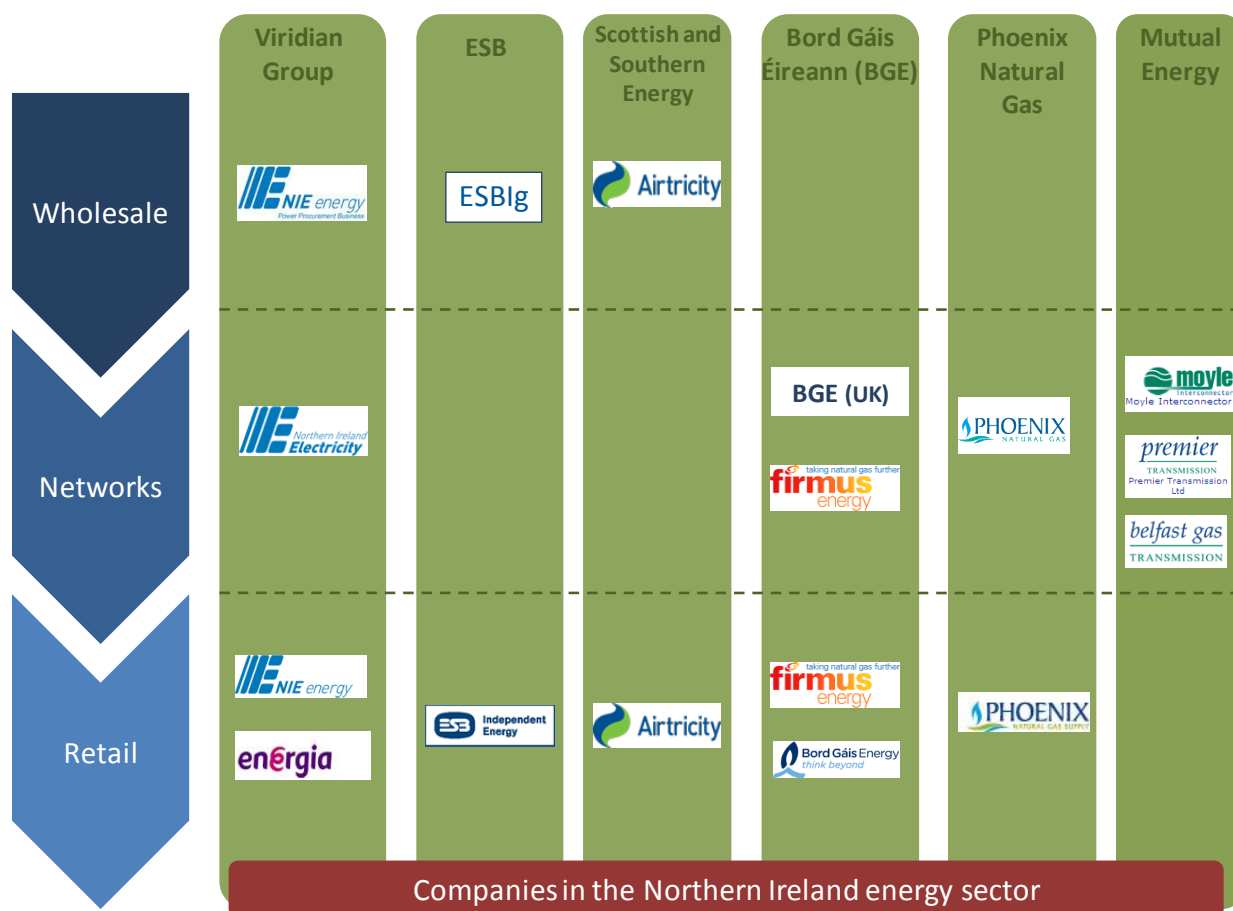 Viridian
Group
ESB
Scottish and
Southern
Energy
Bord Gáis
Éireann (BGE)
Phoenix
Natural
Gas
Mutual
Energy
Wholesale
NIE energy
Power Procurement Business
ESBIg
Airtricity
Networks
Northern Ireland
Electricity
BGE (UK)
taking natural gas further
firmus
energy
PHOENIX
NATURAL GAS
moyle
interconnector
Moyle Interconnector
premier
TRANSMISSION
Premier Transmission
Ltd
belfast gas
TRANSMISSION
Retail
NIE energy
energia
ESB Independent
Energy
Airtricity
taking natural gas further
firmus
energy
Bord Gáis Energy
think beyond
PHOENIX
NATURAL GAS SUPPLY
Companies in the Northern Ireland energy sector